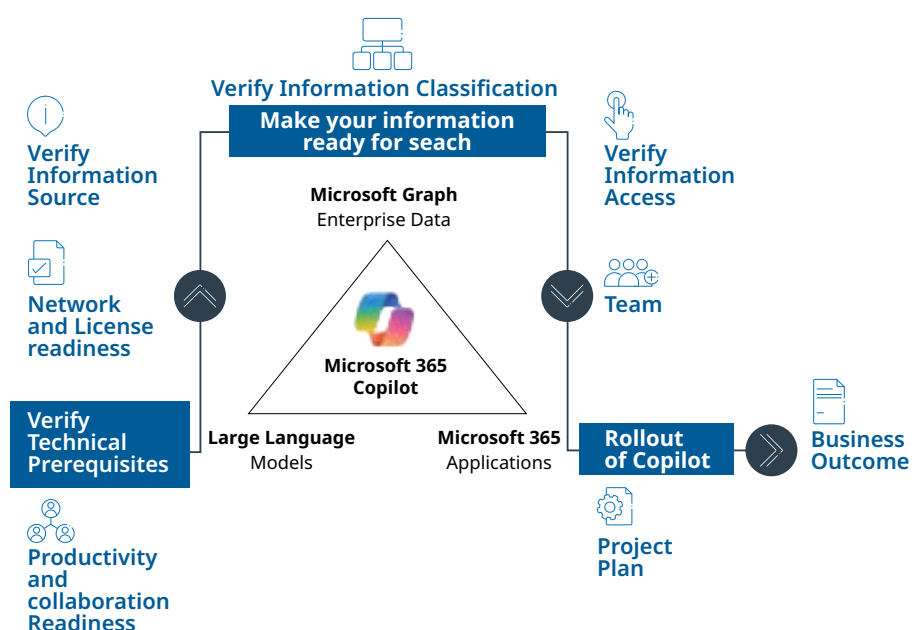 Verify Information Classification
Make your information
ready for seach
Verify
Information
Source
Verify
Information
Access
Microsoft Graph
Enterprise Data
Network
and License
readiness
Team
Microsoft 365
Copilot
Verify
Technical
Prerequisites
Large Language
Models
Microsoft 365
Applications
Rollout
of Copilot
Business
Outcome
Productivity
and
collaboration
Readiness
Project
Plan